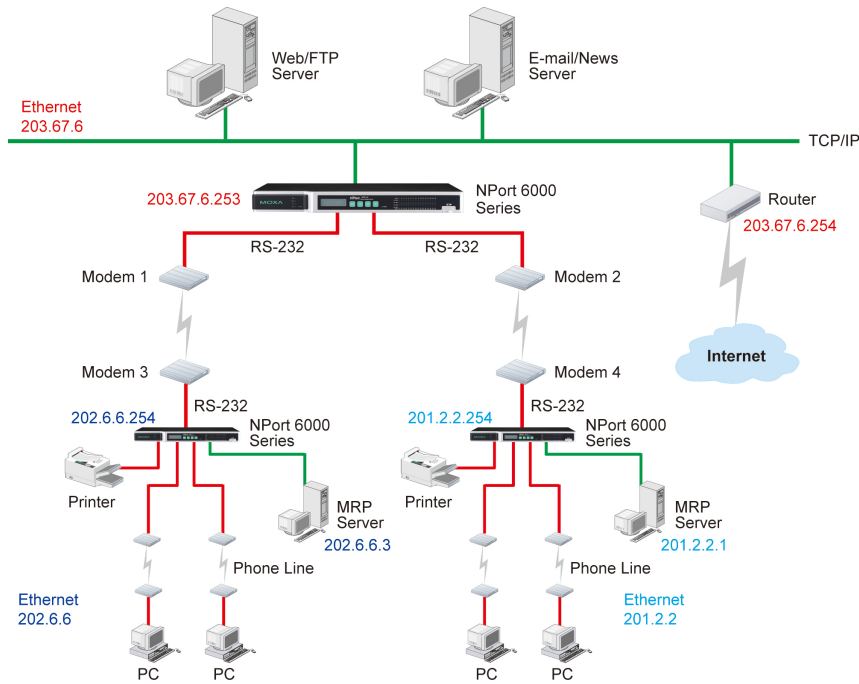 Web/FTP
Server
E-mail/News
Server
Ethernet
203.67.6
TCP/IP
203.67.6.253
MOXA
NPort 6000
Series
Router
203.67.6.254
RS-232
RS-232
Modem 1
Modem 2
Internet
Modem 3
Modem 4
RS-232
RS-232
202.6.6.254
NPort 6000
Series
201.2.2.254
NPort 6000
Series
Printer
MRP
Server
202.6.6.3
Printer
MRP
Server
201.2.2.1
Phone Line
Phone Line
Ethernet
202.6.6
Ethernet
201.2.2
PC
PC
PC
PC